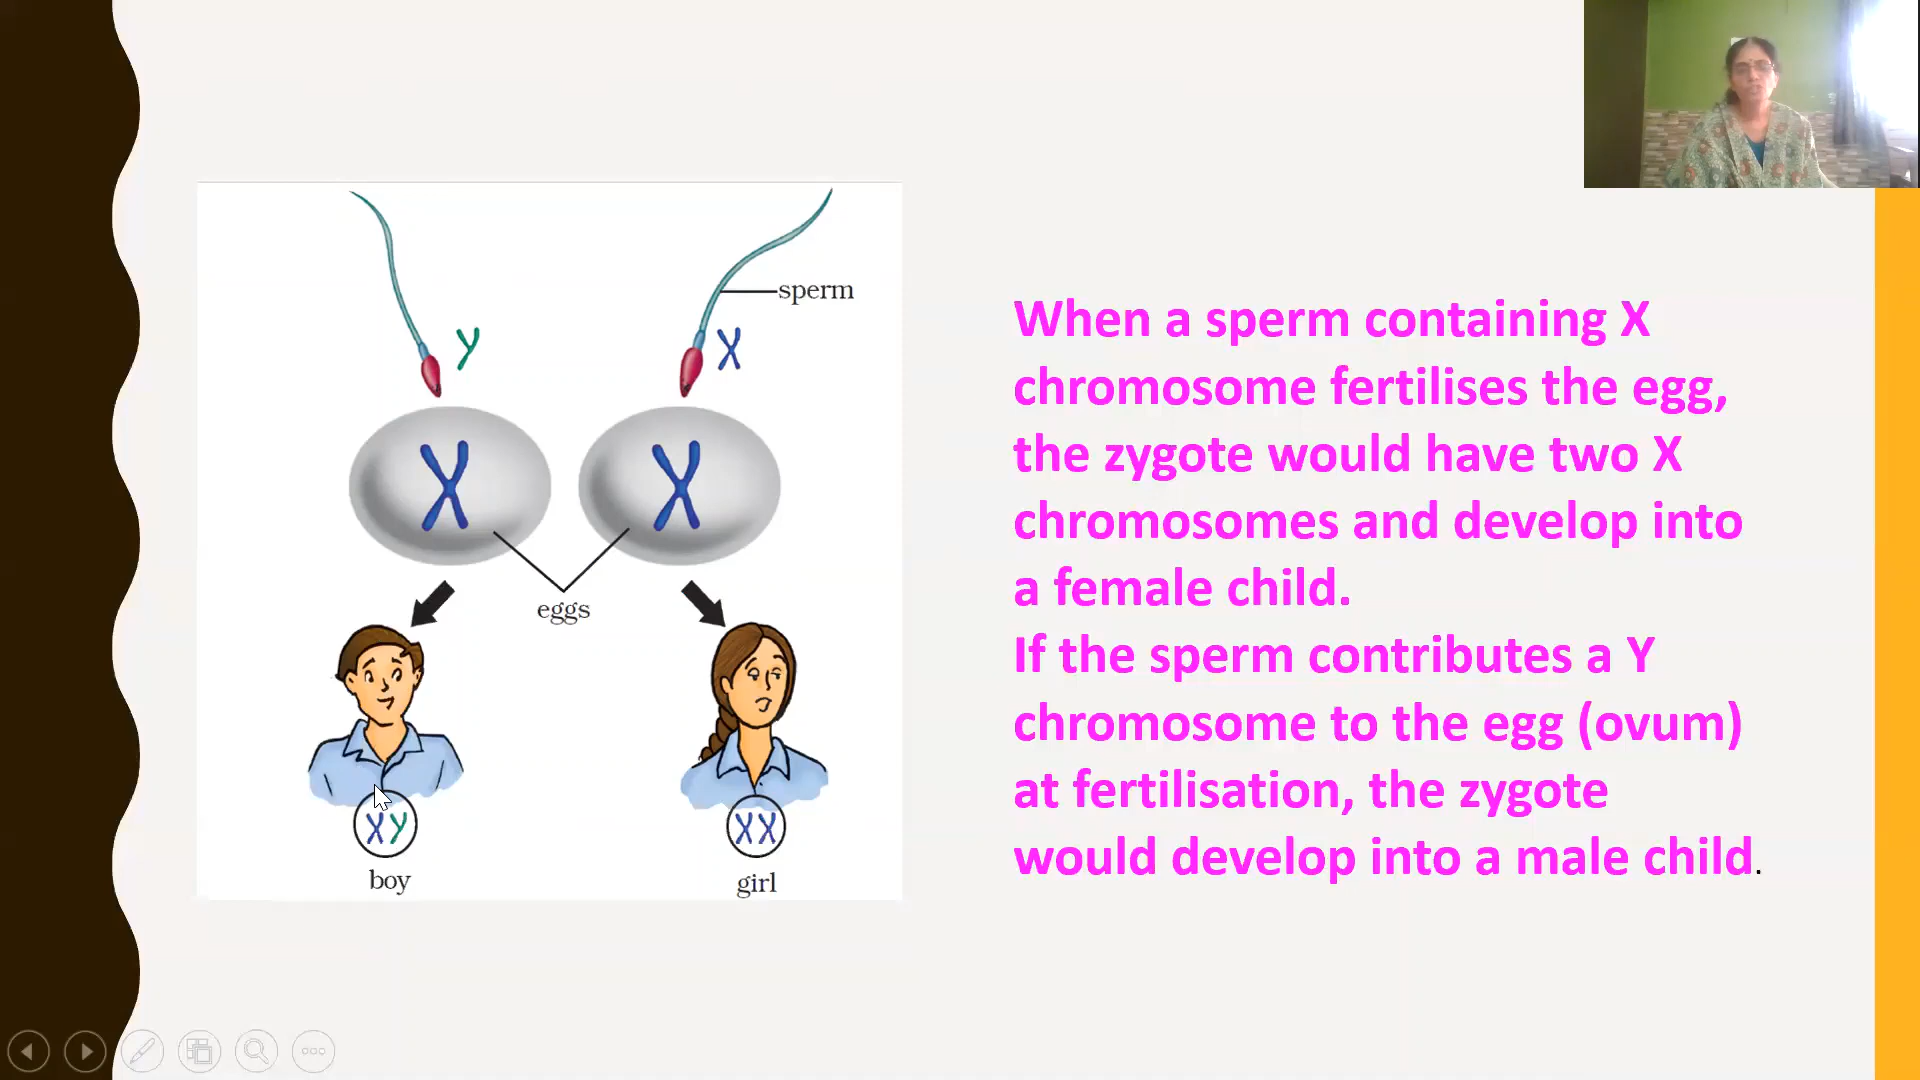 sperm
Y
X
X
X
eggs
XY
XX
boy
girl
When a sperm containing X
chromosome fertilises the egg,
the zygote would have two X
chromosomes and develop into
a female child.
If the sperm contributes a Y
chromosome to the egg (ovum)
at fertilisation, the zygote
would develop into a male child.